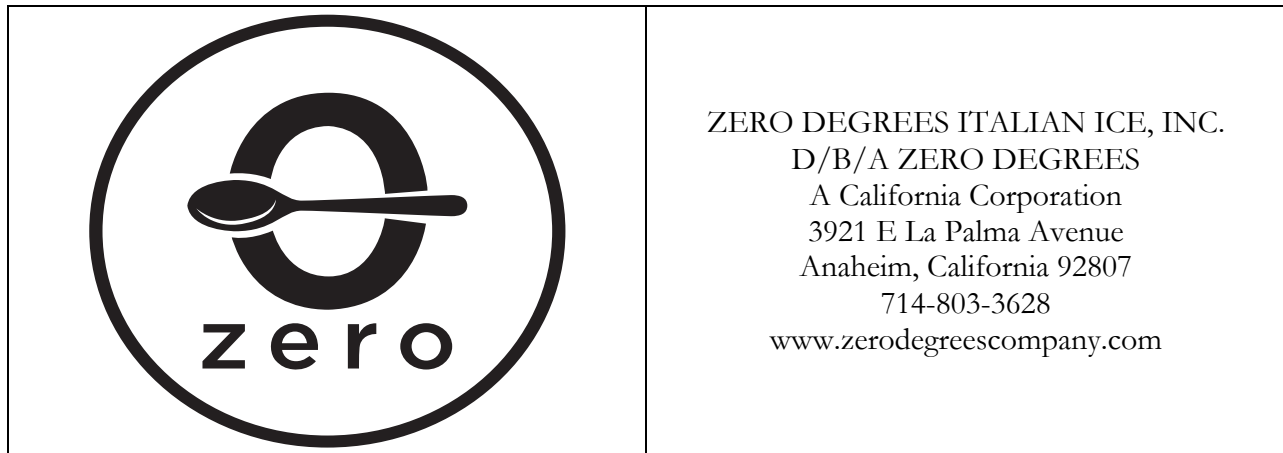 zero
ZERO DEGREES ITALIAN ICE, INC.
D/B/A ZERO DEGREES
A California Corporation
3921 E La Palma Avenue
Anaheim, California 92807
714-803-3628
www.zerodegreescompany.com